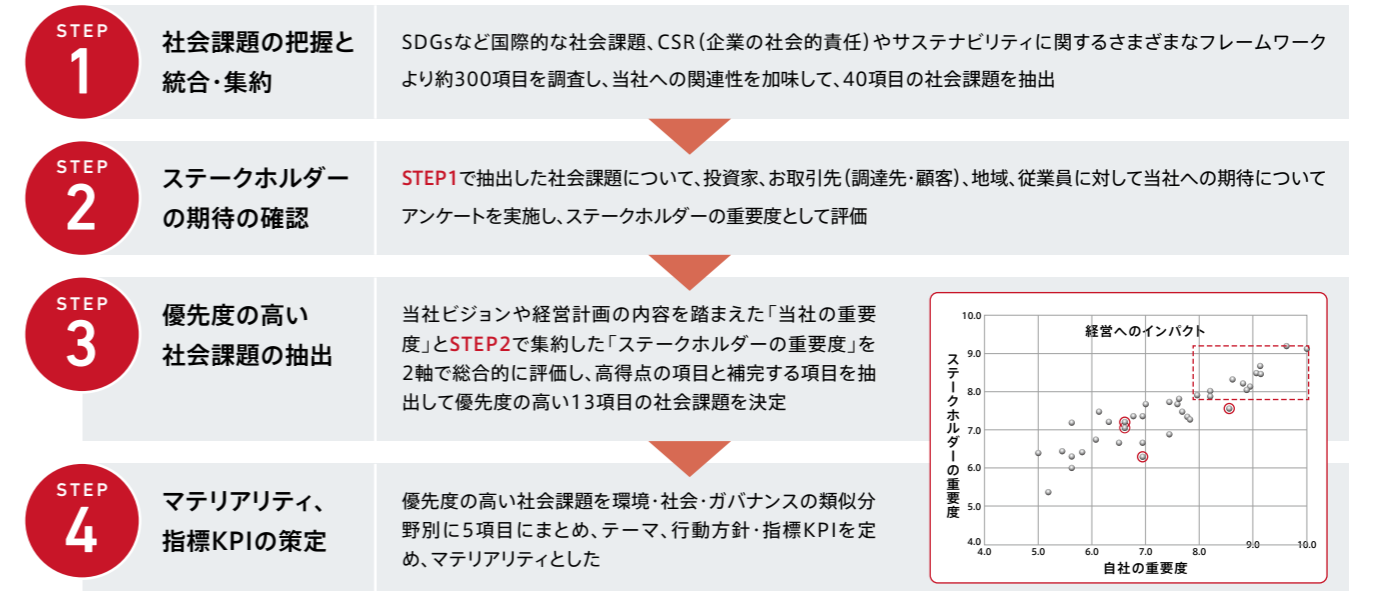 STEP
1
社会課題の把握と
統合・集約
SDGsなど国際的な社会課題、CSR（企業の社会的責任）やサステナビリティに関するさまざまなフレームワーク
より約300項目を調査し、当社への関連性を加味して、40項目の社会課題を抽出
STEP
2
ステークホルダー
の期待の確認
STEP1で抽出した社会課題について、投資家、お取引先（調達先・顧客）、地域、従業員に対して当社への期待について
アンケートを実施し、ステークホルダーの重要度として評価
STEP
3
優先度の高い
社会課題の抽出
当社ビジョンや経営計画の内容を踏まえた「当社の重要
度」とSTEP2で集約した「ステークホルダーの重要度」を
2軸で総合的に評価し、高得点の項目と補完する項目を抽
出して優先度の高い13項目の社会課題を決定
STEP
4
マテリアリティ、
指標KPIの策定
優先度の高い社会課題を環境・社会・ガバナンスの類似分
野別に5項目にまとめ、テーマ、行動方針・指標KPIを定
め、マテリアリティとした
経営へのインパクト
ステークホルダーの重要度
10.0
9.0
8.0
7.0
6.0
5.0
4.0
4.0 5.0 6.0 7.0 8.0 9.0 10.0
自社の重要度